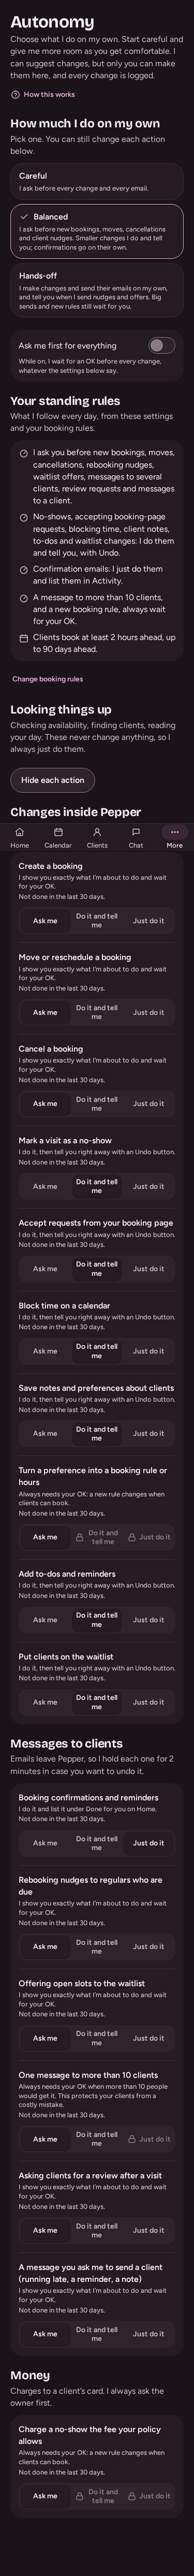 Autonomy
Choose what I do on my own. Start careful and
give me more room as you get comfortable. I
can suggest changes, but only you can make
them here, and every change is logged.
How this works
How much I do on my own
Pick one. You can still change each action
below.
Careful
I ask before every change and every email.
Balanced
I ask before new bookings, moves, cancellations
and client nudges. Smaller changes I do and tell
you; confirmations go on their own.
Hands-off
I make changes and send their emails on my own,
and tell you when I send nudges and offers. Big
sends and new rules still wait for you.
Ask me first for everything
While on, I wait for an OK before every change,
whatever the settings below say.
Your standing rules
What I follow every day, from these settings
and your booking rules.
I ask you before new bookings, moves,
cancellations, rebooking nudges,
waitlist offers, messages to several
clients, review requests and messages
to a client.
No-shows, accepting booking-page
requests, blocking time, client notes,
to-dos and waitlist changes: I do them
and tell you, with Undo.
Confirmation emails: I just do them
and list them in Activity.
A message to more than 10 clients,
and a new booking rule, always wait
for your OK.
Clients book at least 2 hours ahead, up
to 90 days ahead.
Change booking rules
Looking things up
Checking availability, finding clients, reading
your day. These never change anything, so I
always just do them.
Hide each action
Changes inside Pepper
Home
Calendar
Clients
Chat
More
Create a booking
I show you exactly what I'm about to do and wait
for your OK.
Not done in the last 30 days.
Ask me
Do it and tell
me
Just do it
Move or reschedule a booking
I show you exactly what I'm about to do and wait
for your OK.
Not done in the last 30 days.
Ask me
Do it and tell
me
Just do it
Cancel a booking
I show you exactly what I'm about to do and wait
for your OK.
Not done in the last 30 days.
Ask me
Do it and tell
me
Just do it
Mark a visit as a no-show
I do it, then tell you right away with an Undo button.
Not done in the last 30 days.
Ask me
Do it and tell
me
Just do it
Accept requests from your booking page
I do it, then tell you right away with an Undo button.
Not done in the last 30 days.
Ask me
Do it and tell
me
Just do it
Block time on a calendar
I do it, then tell you right away with an Undo button.
Not done in the last 30 days.
Ask me
Do it and tell
me
Just do it
Save notes and preferences about clients
I do it, then tell you right away with an Undo button.
Not done in the last 30 days.
Ask me
Do it and tell
me
Just do it
Turn a preference into a booking rule or
hours
Always needs your OK: a new rule changes when
clients can book.
Not done in the last 30 days.
Ask me
Do it and
tell me
Just do it
Add to-dos and reminders
I do it, then tell you right away with an Undo button.
Not done in the last 30 days.
Ask me
Do it and tell
me
Just do it
Put clients on the waitlist
I do it, then tell you right away with an Undo button.
Not done in the last 30 days.
Ask me
Do it and tell
me
Just do it
Messages to clients
Emails leave Pepper, so I hold each one for 2
minutes in case you want to undo it.
Booking confirmations and reminders
I do it and list it under Done for you on Home.
Not done in the last 30 days.
Ask me
Do it and tell
me
Just do it
Rebooking nudges to regulars who are
due
I show you exactly what I'm about to do and wait
for your OK.
Not done in the last 30 days.
Ask me
Do it and tell
me
Just do it
Offering open slots to the waitlist
I show you exactly what I'm about to do and wait
for your OK.
Not done in the last 30 days.
Ask me
Do it and tell
me
Just do it
One message to more than 10 clients
Always needs your OK when more than 10 people
would get it. This protects your clients from a
costly mistake.
Not done in the last 30 days.
Ask me
Do it and tell
me
Just do it
Asking clients for a review after a visit
I show you exactly what I'm about to do and wait
for your OK.
Not done in the last 30 days.
Ask me
Do it and tell
me
Just do it
A message you ask me to send a client
(running late, a reminder, a note)
I show you exactly what I'm about to do and wait
for your OK.
Not done in the last 30 days.
Ask me
Do it and tell
me
Just do it
Money
Charges to a client's card. I always ask the
owner first.
Charge a no-show the fee your policy
allows
Always needs your OK: a new rule changes when
clients can book.
Not done in the last 30 days.
Ask me
Do it and
tell me
Just do it